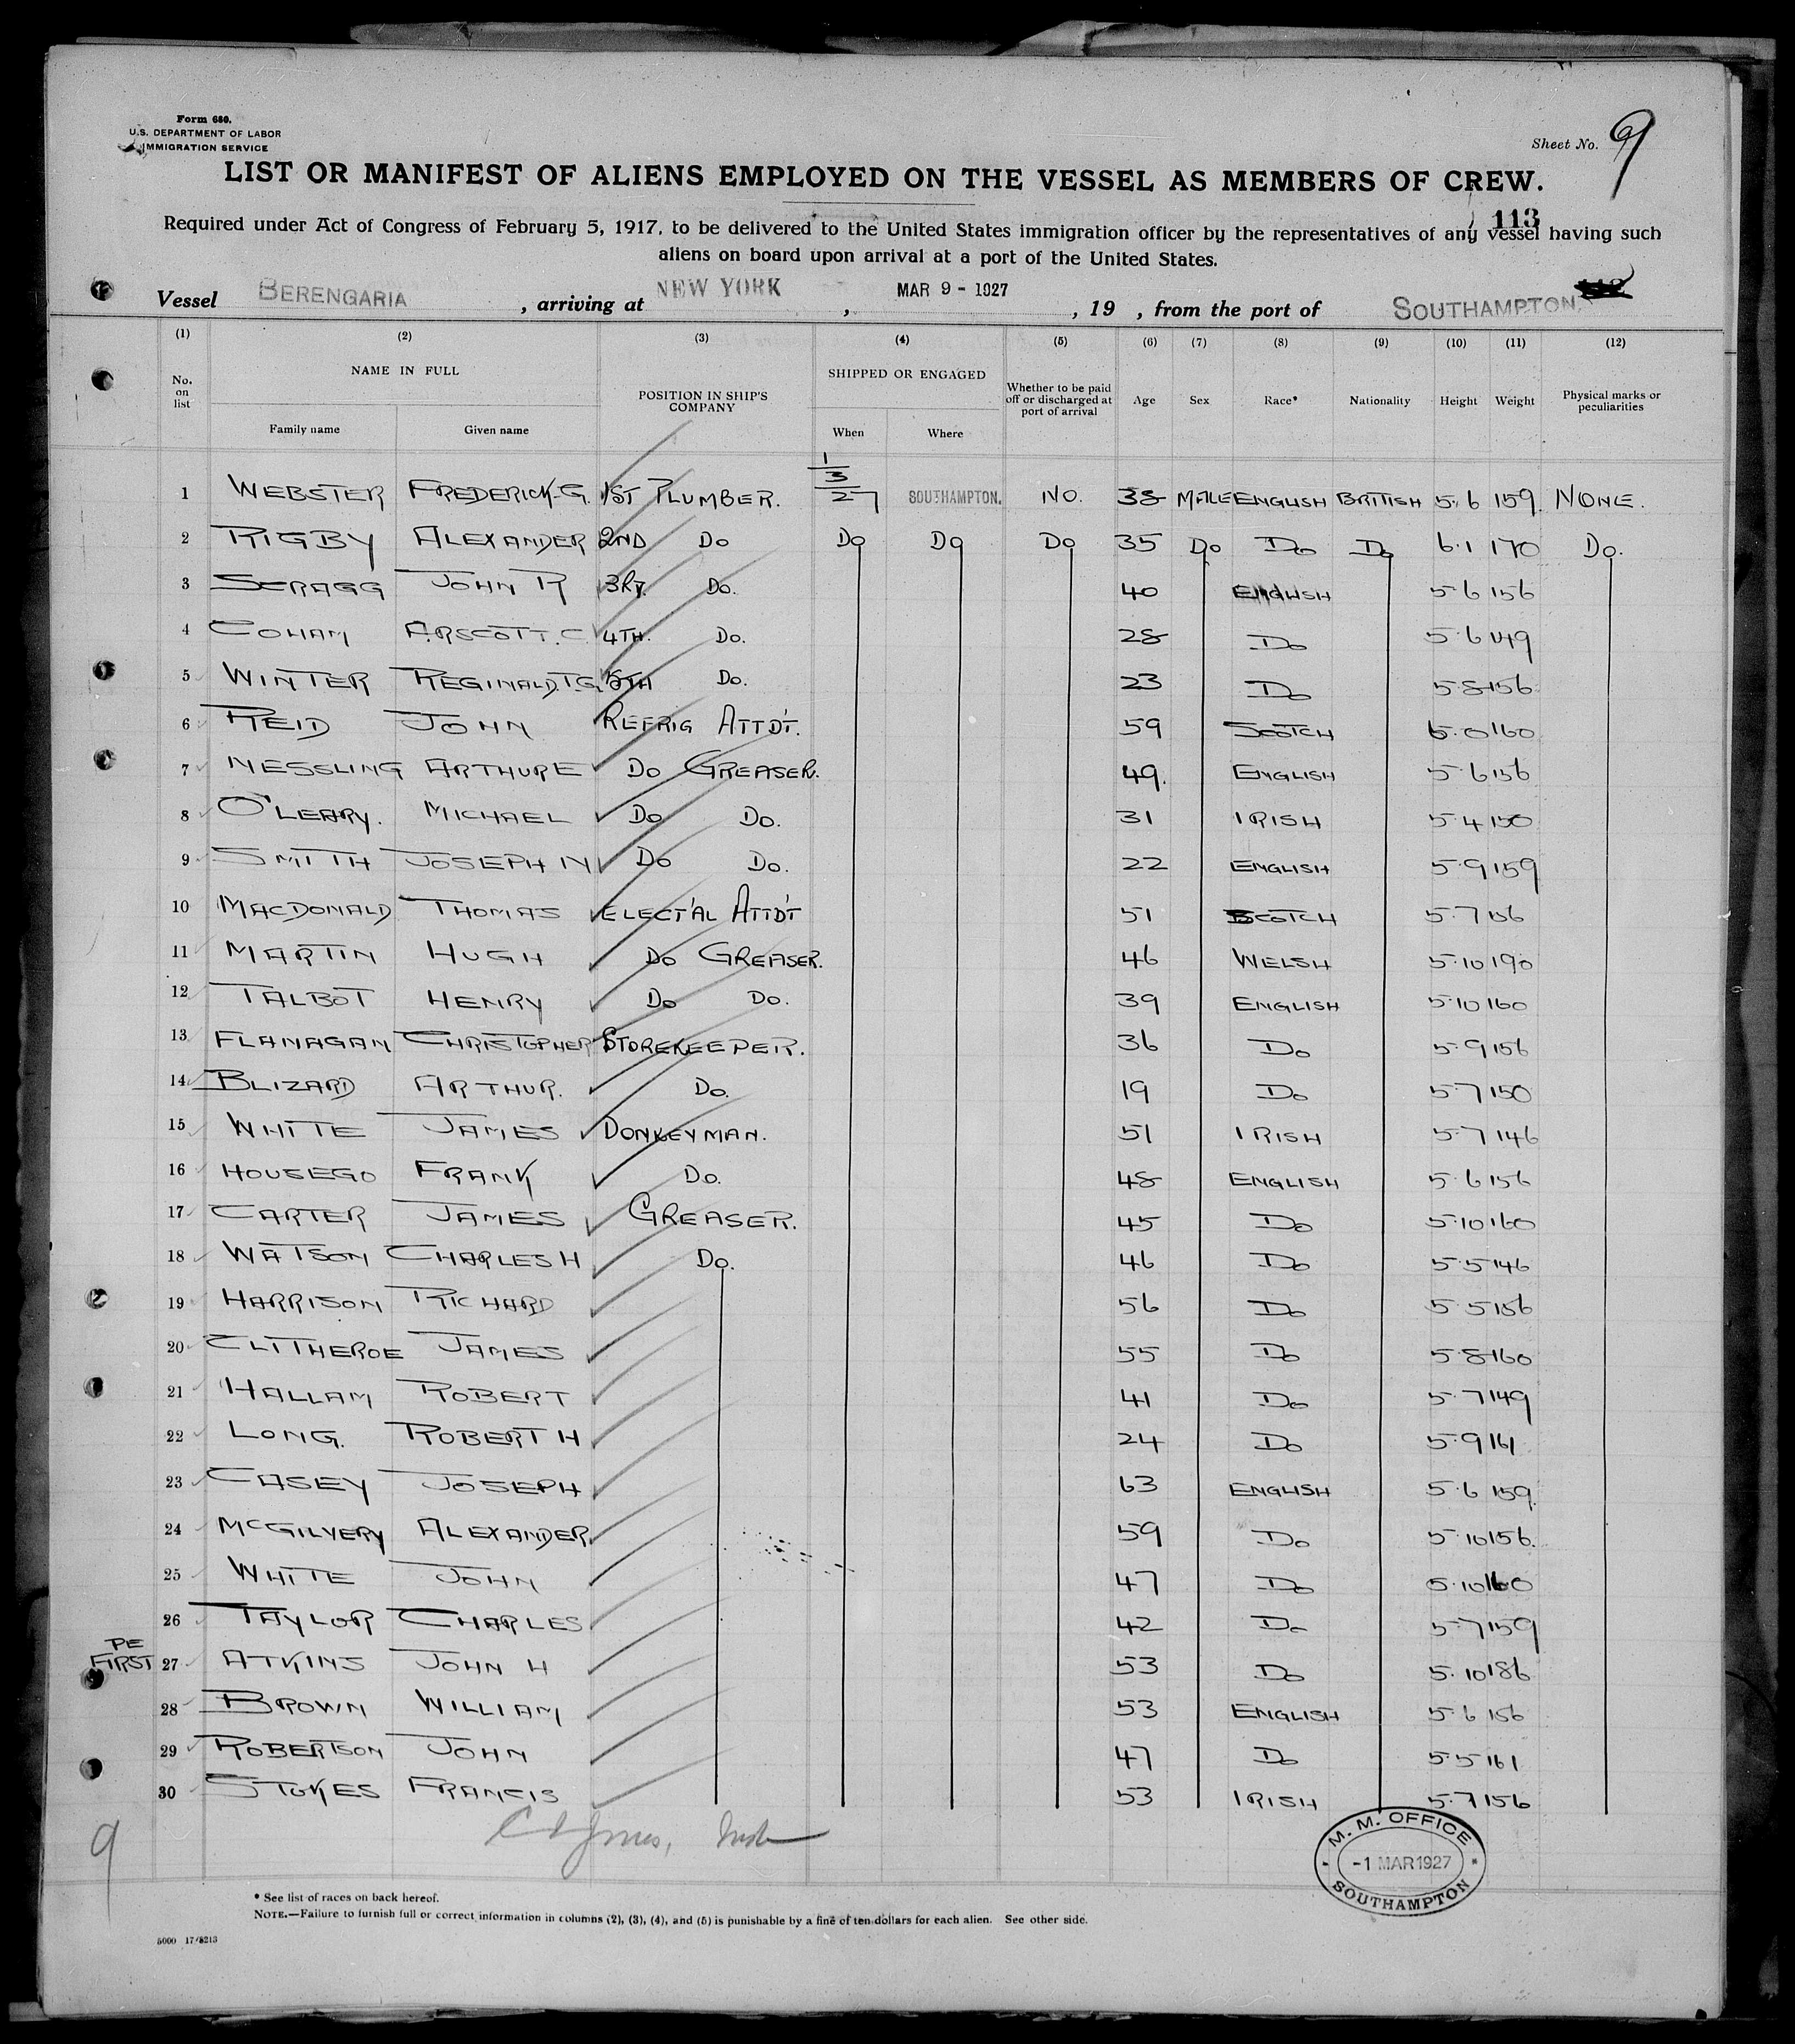 Form 680.
U.S. DEPARTMENT OF LABOR
IMMIGRATION SERVICE
Sheet No. 9
LIST OR MANIFEST OF ALIENS EMPLOYED ON THE VESSEL AS MEMBERS OF CREW.
113
Required under Act of Congress of February 5, 1917, to be delivered to the United States immigration officer by the representatives of any vessel having such
aliens on board upon arrival at a port of the United States.
Vessel BERENGARIA, arriving at NEW YORK, MAR 9 - 1927, 19 , from the port of SOUTHAMPTON.
(1) (2) (3) (4) (5) (6) (7) (8) (9) (10) (11) (12)
No. on list NAME IN FULL Family name Given name POSITION IN SHIP'S COMPANY SHIPPED OR ENGAGED When Where Whether to be paid off or discharged at port of arrival Age Sex Race* Nationality Height Weight Physical marks or peculiarities
1 WEBSTER FREDERICK G. 1ST PLUMBER. 1/3/27 SOUTHAMPTON. NO. 38 MALE ENGLISH BRITISH 5.6 159 NONE.
2 RIGBY ALEXANDER 2ND DO DO DO DO 35 DO DO DO 6.1 170 DO.
3 SCRAGG JOHN R 3RD. DO. 40 ENGLISH 5.6 156
4 COHAM ARSCOTT. C. 4TH. DO. 28 DO 5.6 149
5 WINTER REGINALD.T.G. 5TH DO. 23 DO 5.8 156
6 REID JOHN REFRIG ATTD'T. 59 SCOTCH 6.0 160
7 NESSLING ARTHUR E DO GREASER. 49. ENGLISH 5.6 156
8 O'LEARY. MICHAEL DO DO. 31 IRISH 5.4 150
9 SMITH JOSEPH N DO DO. 22 ENGLISH 5.9 159
10 MACDONALD THOMAS ELECT'AL ATTD'T 51 SCOTCH 5.7 156
11 MARTIN HUGH DO GREASER. 46 WELSH 5.10 190
12 TALBOT HENRY DO DO. 39 ENGLISH 5.10 160
13 FLANAGAN CHRISTOPHER STOREKEEPER. 36 DO 5.9 156
14 BLIZARD ARTHUR. DO. 19 DO 5.7 150
15 WHITE JAMES DONKEYMAN. 51 IRISH 5.7 146
16 HOUSEGO FRANK DO. 48 ENGLISH 5.6 156
17 CARTER JAMES GREASER. 45 DO 5.10 160
18 WATSON CHARLES H DO. 46 DO 5.5 146
19 HARRISON RICHARD 56 DO 5.5 156
20 CLITHEROE JAMES 55 DO 5.8 160
21 HALLAM ROBERT 41 DO 5.7 149
22 LONG. ROBERT H 24 DO 5.9 161
23 CASEY JOSEPH 63 ENGLISH 5.6 159.
24 MCGILVERY ALEXANDER 59 DO 5.10 156.
25 WHITE JOHN 47 DO 5.10 160
26 TAYLOR CHARLES 42 DO 5.7 159
PE FIRST 27 ATKINS JOHN H 53 DO 5.10 186
28 BROWN WILLIAM 53 ENGLISH 5.6 156
29 ROBERTSON JOHN 47 DO 5.5 161
30 STOKES FRANCIS 53 IRISH 5.7 156
9
M. M. OFFICE
-1 MAR 1927
SOUTHAMPTON
* See list of races on back hereof.
NOTE.—Failure to furnish full or correct information in columns (2), (3), (4), and (5) is punishable by a fine of ten dollars for each alien. See other side.
5000 17/8213